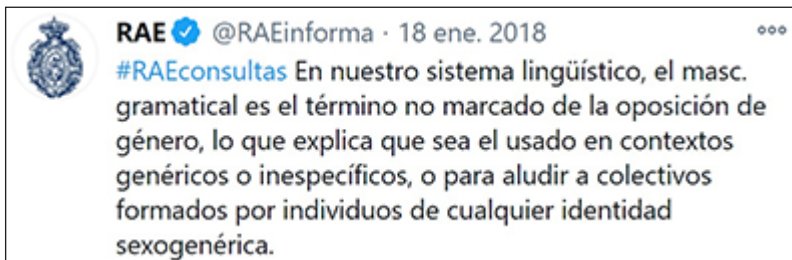 RAE @RAEinforma · 18 ene. 2018
#RAEconsultas En nuestro sistema lingüístico, el masc.
gramatical es el término no marcado de la oposición de
género, lo que explica que sea el usado en contextos
genéricos o inespecíficos, o para aludir a colectivos
formados por individuos de cualquier identidad
sexogenérica.